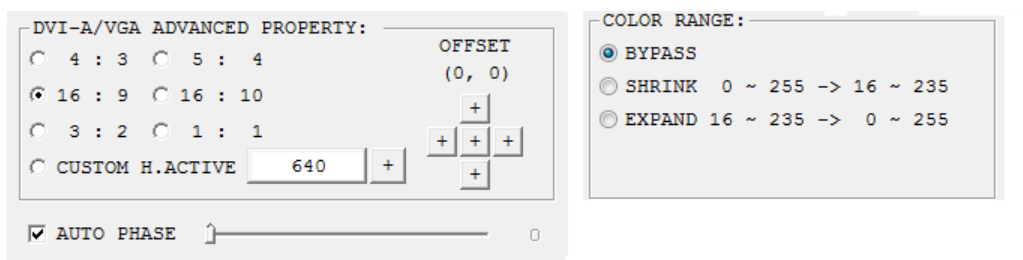 DVI-A/VGA ADVANCED PROPERTY:
4 : 3 5 : 4
16 : 9 16 : 10
3 : 2 1 : 1
CUSTOM H.ACTIVE 640 +
OFFSET
(0, 0)
+
+ + +
+
AUTO PHASE 0
COLOR RANGE:
BYPASS
SHRINK 0 ~ 255 -> 16 ~ 235
EXPAND 16 ~ 235 -> 0 ~ 255